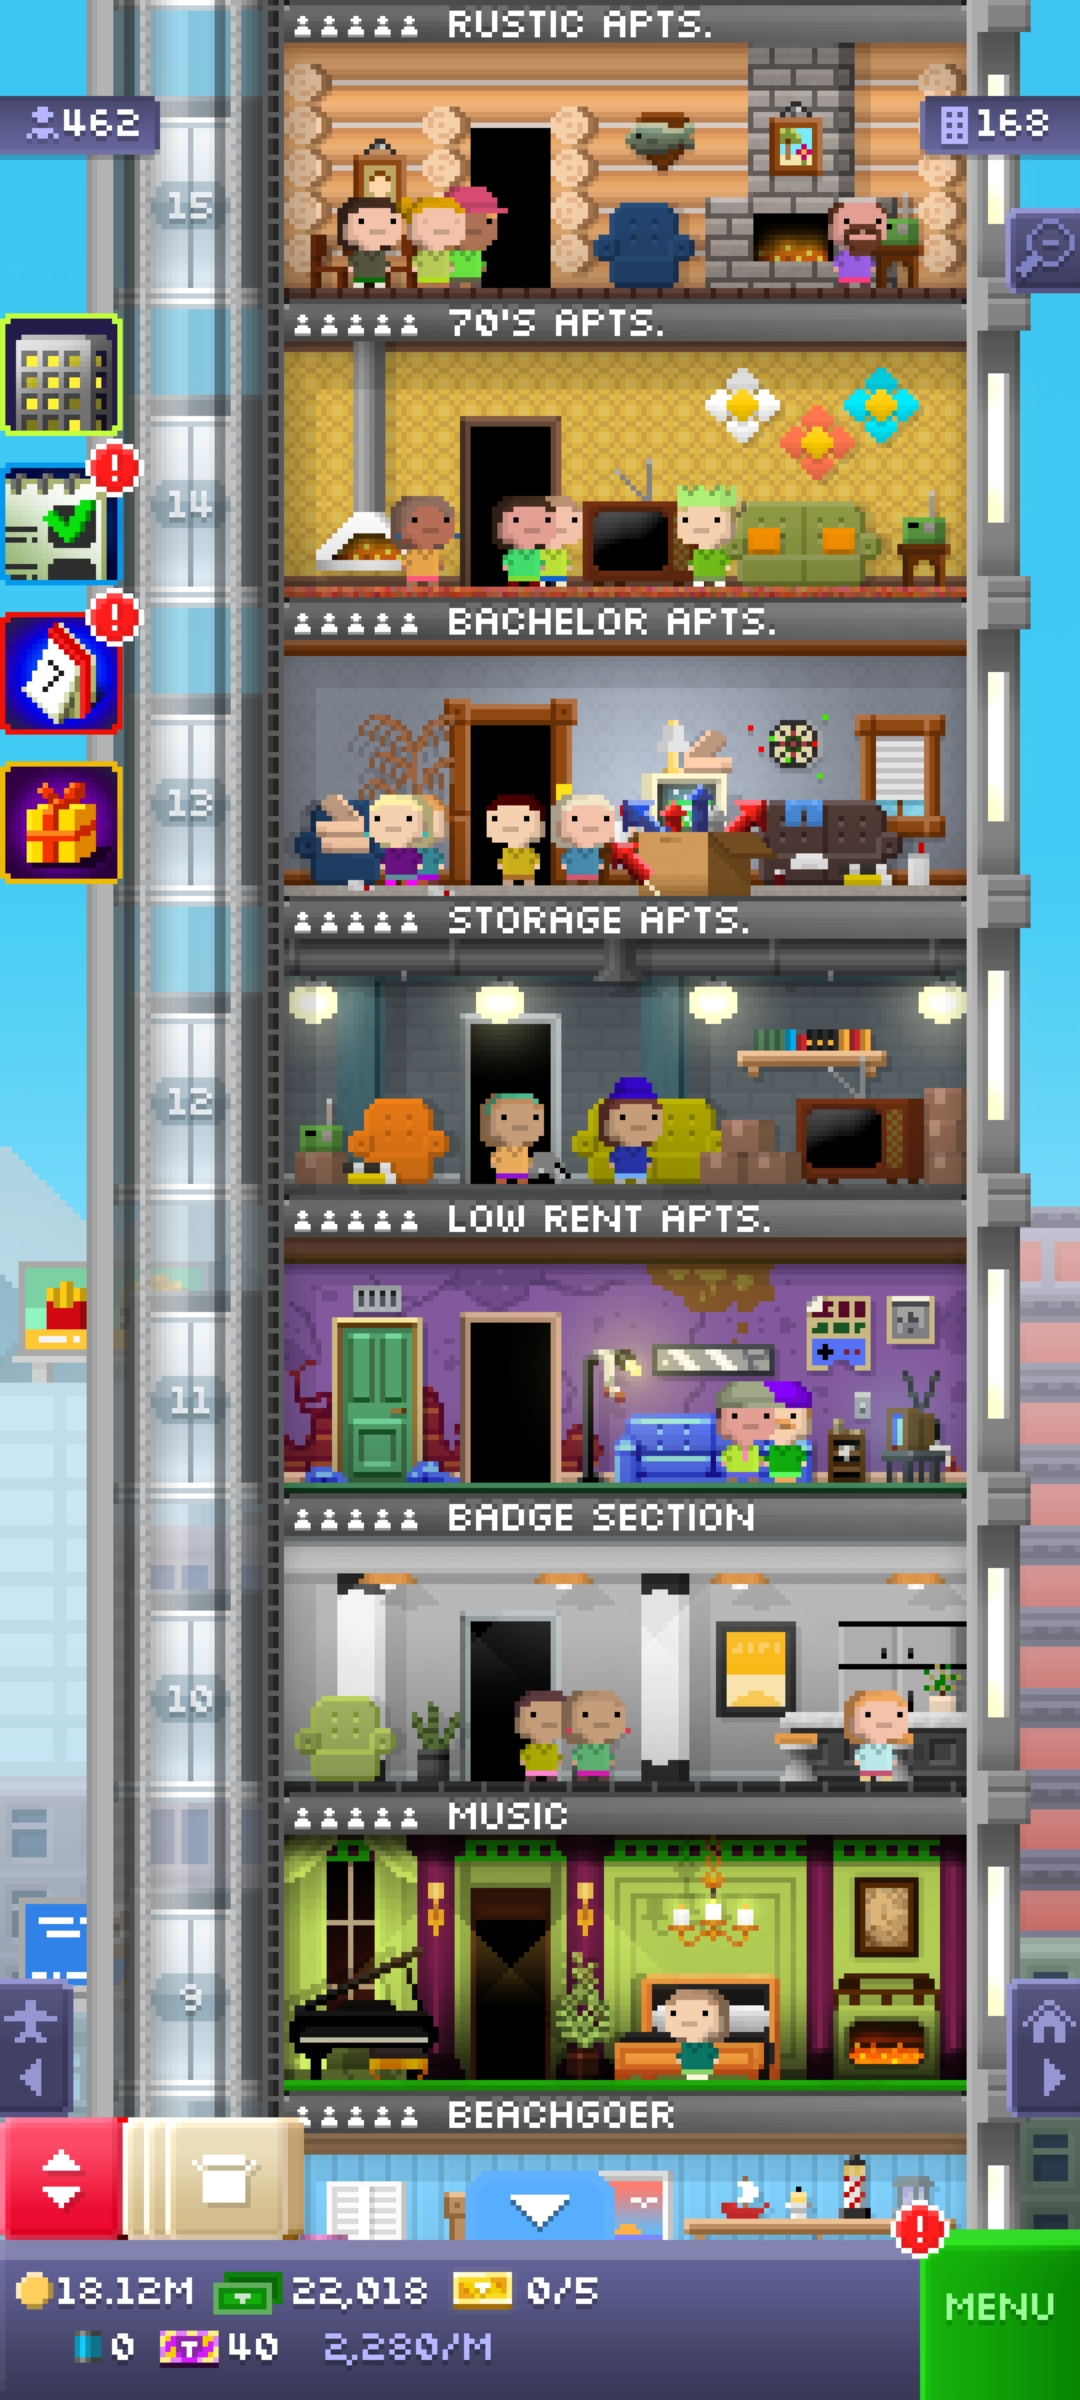 RUSTIC APTS.
462
168
15
70'S APTS.
14
BACHELOR APTS.
7
13
STORAGE APTS.
12
LOW RENT APTS.
11
BADGE SECTION
10
MUSIC
9
BEACHGOER
18.12M 22,018 0/5
0 T 40 2,280/M
MENU